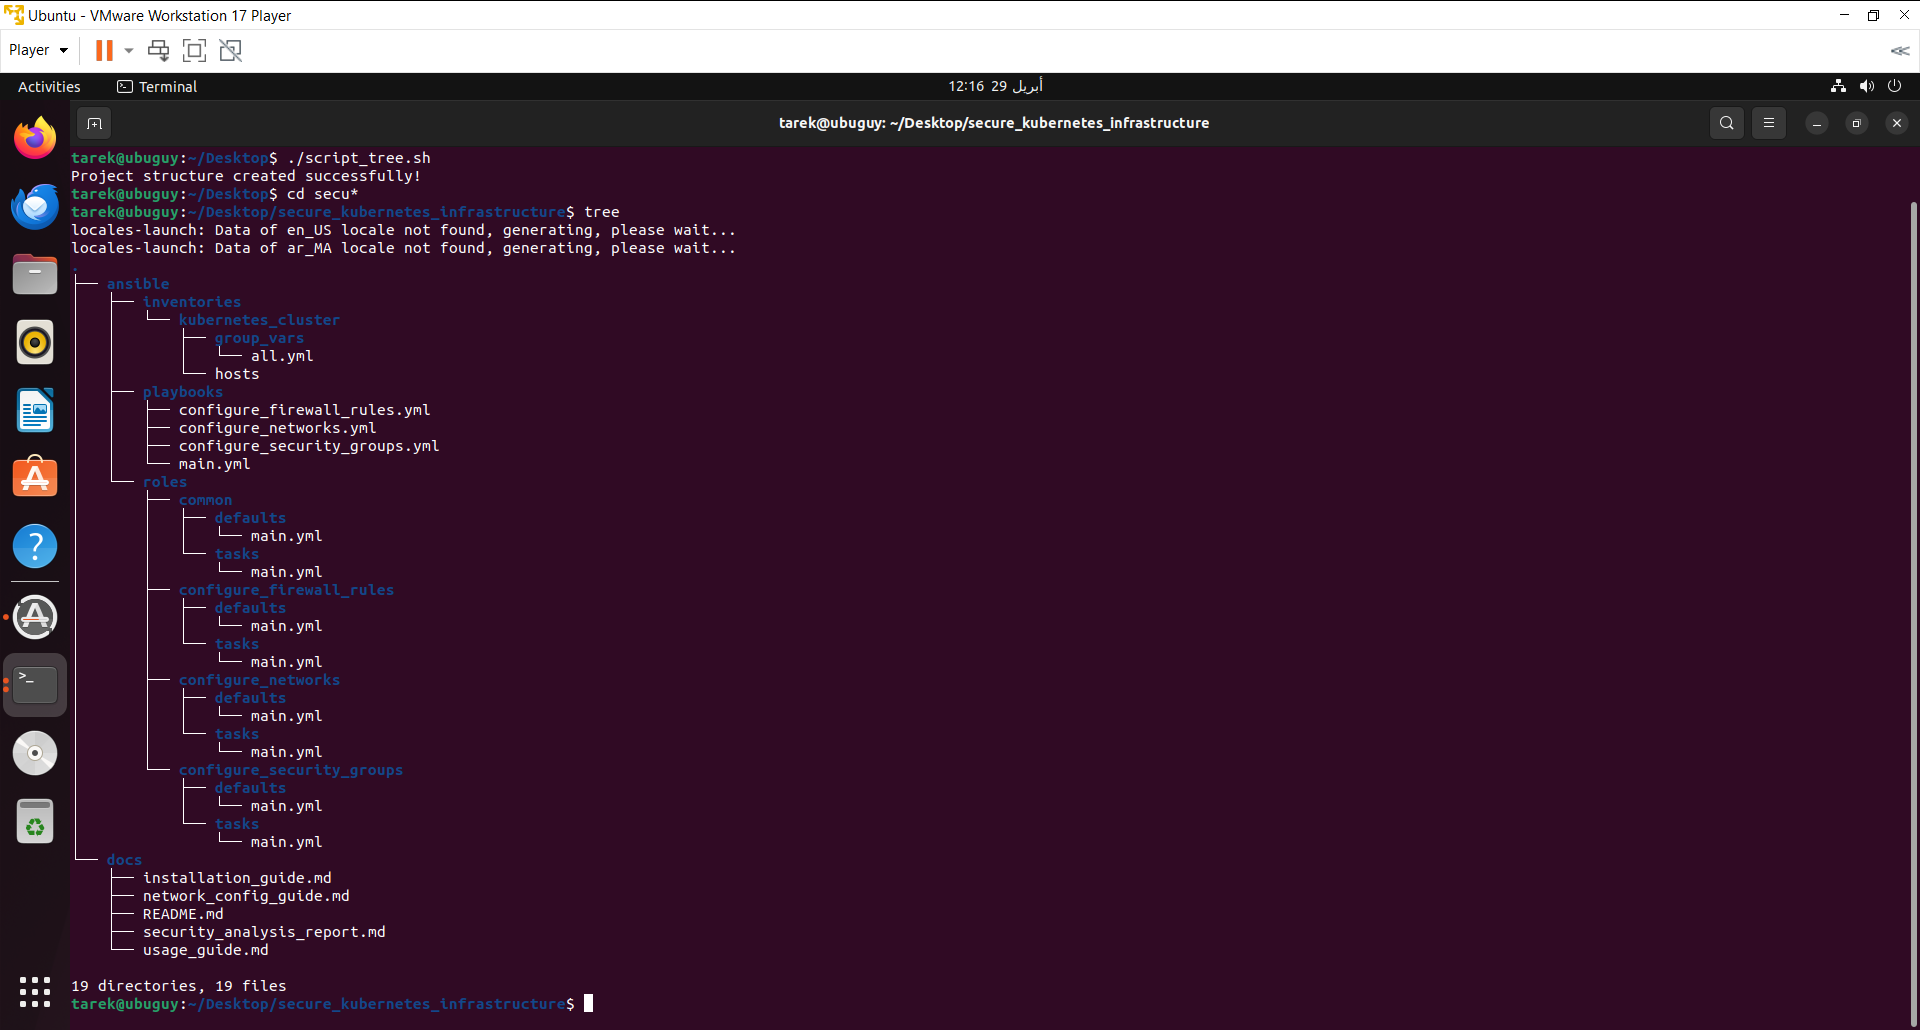 Ubuntu - VMware Workstation 17 Player
Player
Activities
Terminal
12:16 29 أبريل
tarek@ubuguy: ~/Desktop/secure_kubernetes_infrastructure
tarek@ubuguy:~/Desktop$ ./script_tree.sh
Project structure created successfully!
tarek@ubuguy:~/Desktop$ cd secu*
tarek@ubuguy:~/Desktop/secure_kubernetes_infrastructure$ tree
locales-launch: Data of en_US locale not found, generating, please wait...
locales-launch: Data of ar_MA locale not found, generating, please wait...
.
├── ansible
│   ├── inventories
│   │   └── kubernetes_cluster
│   │       ├── group_vars
│   │       │   └── all.yml
│   │       └── hosts
│   ├── playbooks
│   │   ├── configure_firewall_rules.yml
│   │   ├── configure_networks.yml
│   │   ├── configure_security_groups.yml
│   │   └── main.yml
│   └── roles
│       ├── common
│       │   ├── defaults
│       │   │   └── main.yml
│       │   └── tasks
│       │       └── main.yml
│       ├── configure_firewall_rules
│       │   ├── defaults
│       │   │   └── main.yml
│       │   └── tasks
│       │       └── main.yml
│       ├── configure_networks
│       │   ├── defaults
│       │   │   └── main.yml
│       │   └── tasks
│       │       └── main.yml
│       └── configure_security_groups
│           ├── defaults
│           │   └── main.yml
│           └── tasks
│               └── main.yml
└── docs
    ├── installation_guide.md
    ├── network_config_guide.md
    ├── README.md
    ├── security_analysis_report.md
    └── usage_guide.md
19 directories, 19 files
tarek@ubuguy:~/Desktop/secure_kubernetes_infrastructure$